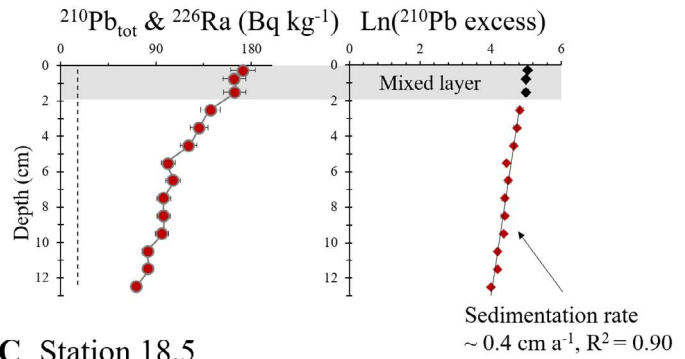 ²¹⁰Pbtot & ²²⁶Ra (Bq kg⁻¹) Ln(²¹⁰Pb excess)
0 90 180 0 2 4 6
0
2
4
6
8
10
12
Depth (cm)
0
2
4
6
8
10
12
Mixed layer
Sedimentation rate
~ 0.4 cm a⁻¹, R² = 0.90
C Station 18.5